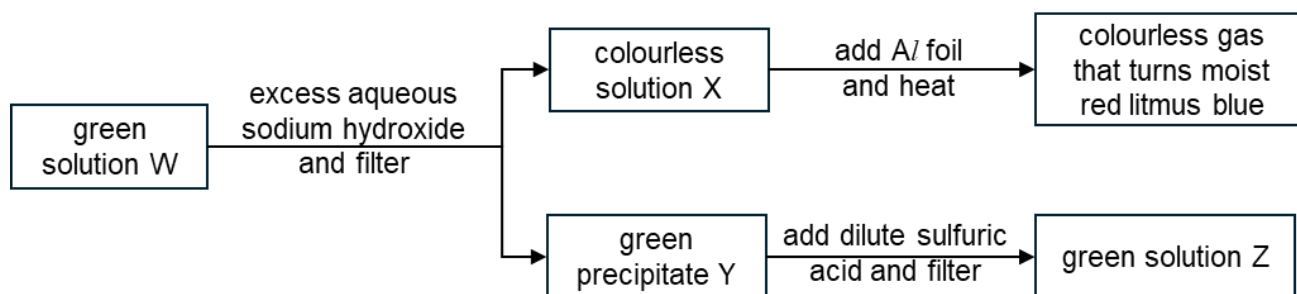 green
solution W
excess aqueous
sodium hydroxide
and filter
colourless
solution X
add Al foil
and heat
colourless gas
that turns moist
red litmus blue
green
precipitate Y
add dilute sulfuric
acid and filter
green solution Z